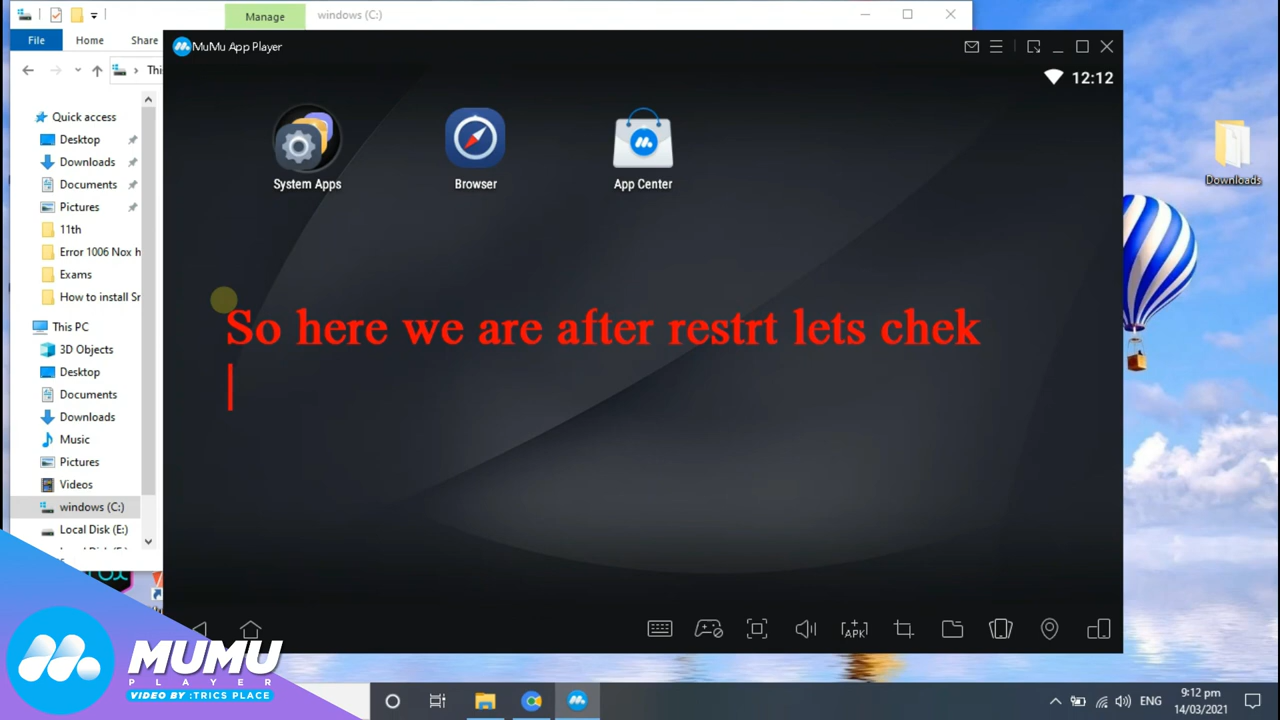 Manage
windows (C:)
File
Home
Share
MuMu App Player
Thi
12:12
Quick access
Desktop
Downloads
Documents
Pictures
11th
Error 1006 Nox h
Exams
How to install Sr
This PC
3D Objects
Desktop
Documents
Downloads
Music
Pictures
Videos
windows (C:)
Local Disk (E:)
System Apps
Browser
App Center
Downloads
So here we are after restrt lets chek
APK
MUMU
PLAYER
VIDEO BY :TRICS PLACE
ENG
9:12 pm
14/03/2021